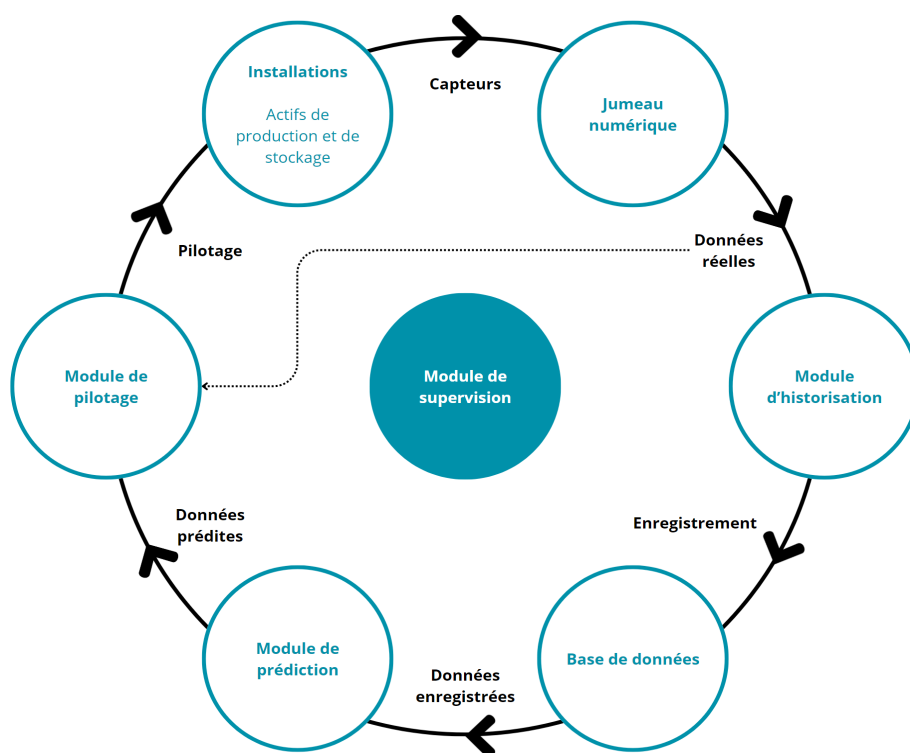 Installations
Actifs de
production et de
stockage
Capteurs
Jumeau
numérique
Pilotage
Données
réelles
Module de
pilotage
Module de
supervision
Module
d’historisation
Données
prédites
Enregistrement
Module de
prédiction
Données
enregistrées
Base de données